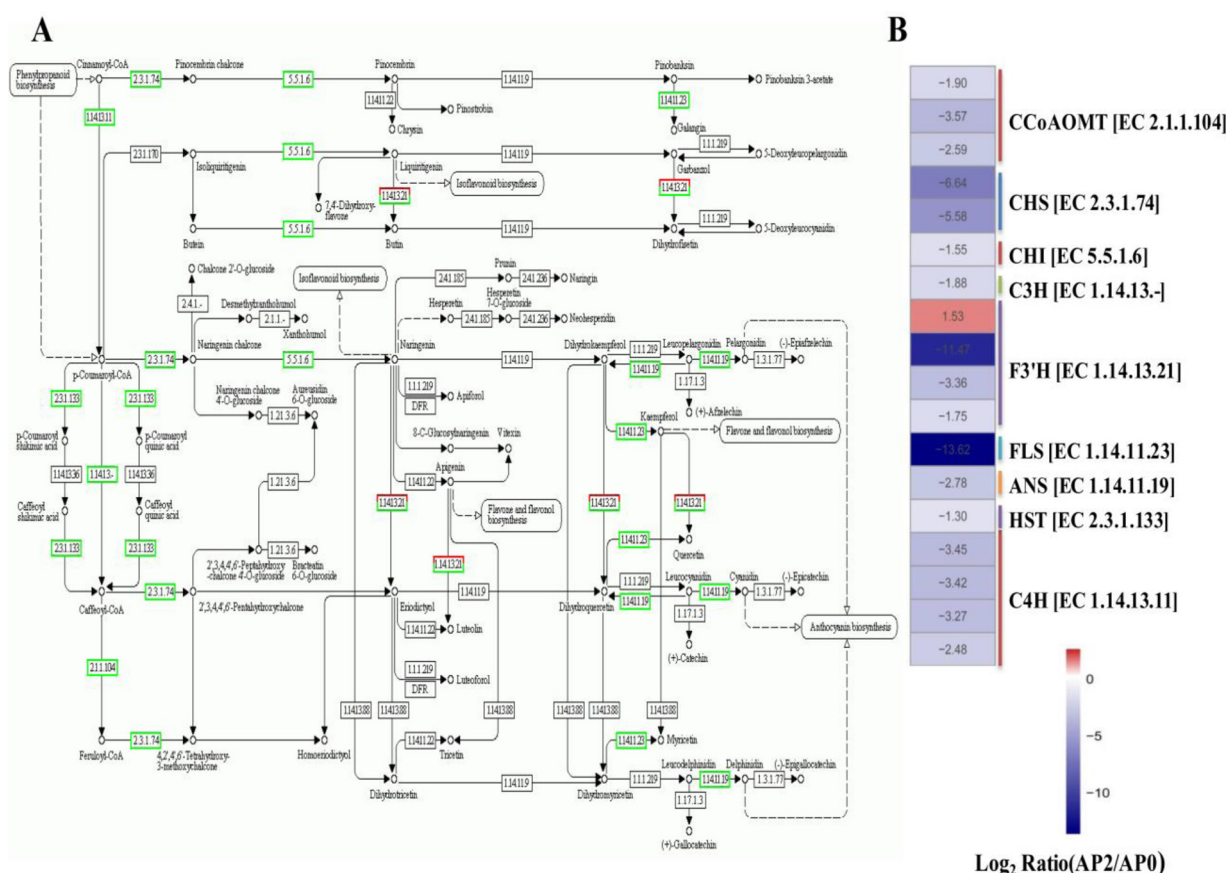 A
B
Phenylpropanoid
biosynthesis
Cinnamoyl-CoA
2.3.1.74
Pinocembrin chalcone
5.5.1.6
Pinocembrin
1.14.11.9
Pinobanksin
Pinobanksin 3-acetate
1.14.13.11
1.14.11.22
Pinostrobin
Chrysin
1.14.11.23
Galangin
2.3.1.170
Isoliquiritigenin
5.5.1.6
Liquiritigenin
1.14.11.9
Garbanzol
1.1.1.219
5-Deoxyleucopelargonidin
Isoflavonoid biosynthesis
7,4'-Dihydroxy-
flavone
1.14.13.21
1.14.13.21
Butein
5.5.1.6
Butin
1.14.11.9
Dihydrofisetin
1.1.1.219
5-Deoxyleucocyanidin
Chalcone 2'-O-glucoside
Isoflavonoid biosynthesis
2.4.1.185
Prunin
2.4.1.236
Naringin
2.4.1.-
Desmethylxanthohumol
2.1.1.-
Xanthohumol
Hesperetin
2.4.1.185
Hesperetin
7-O-glucoside
2.4.1.236
Neohesperidin
p-Coumaroyl-CoA
2.3.1.74
Naringenin chalcone
5.5.1.6
Naringenin
1.14.11.9
Dihydrokaempferol
1.1.1.219
1.14.11.19
Leucopelargonidin
1.14.11.19
Pelargonidin
1.3.1.77
(-)-Epiafzelechin
1.17.1.3
(+)-Afzelechin
2.3.1.133
2.3.1.133
Naringenin chalcone
4'-O-glucoside
1.21.3.6
Aureusidin
6-O-glucoside
1.1.1.219
DFR
Apiforol
Kaempferol
1.14.11.23
Flavone and flavonol biosynthesis
p-Coumaroyl
shikimic acid
p-Coumaroyl
quinic acid
8-C-Glucosylnaringenin
Vitexin
Apigenin
1.14.11.22
1.14.13.36
1.14.13.-
1.14.13.36
1.21.3.6
Caffeoyl
shikimic acid
Caffeoyl
quinic acid
1.14.13.21
Flavone and flavonol
biosynthesis
1.14.13.21
1.14.13.21
2.3.1.133
2.3.1.133
2',3,4,4',6'-Peptahydroxy
-chalcone 4'-O-glucoside
1.21.3.6
Bracteatin
6-O-glucoside
1.14.13.21
1.14.11.23
Quercetin
Caffeoyl-CoA
2.3.1.74
2',3,4,4',6'-Pentahydroxychalcone
Eriodictyol
1.14.11.9
Dihydroquercetin
1.1.1.219
1.14.11.19
Leucocyanidin
1.14.11.19
Cyanidin
1.3.1.77
(-)-Epicatechin
1.14.11.22
Luteolin
1.17.1.3
(+)-Catechin
Anthocyanin biosynthesis
2.1.1.104
1.1.1.219
DFR
Luteoforol
1.14.13.88
1.14.13.88
1.14.13.88
1.14.13.88
1.14.13.88
1.14.13.88
Feruloyl-CoA
2.3.1.74
4,2',4',6'-Tetrahydroxy-
3-methoxychalcone
Homoeriodictyol
1.14.11.22
Tricetin
1.14.11.23
Myricetin
Dihydrotricetin
1.14.11.9
Dihydromyricetin
1.1.1.219
Leucodelphinidin
1.14.11.19
Delphinidin
1.3.1.77
(-)-Epigallocatechin
1.17.1.3
(+)-Gallocatechin
−1.90
−3.57
−2.59
CCoAOMT [EC 2.1.1.104]
−6.64
−5.58
CHS [EC 2.3.1.74]
−1.55
CHI [EC 5.5.1.6]
−1.88
C3H [EC 1.14.13.-]
1.53
−11.47
−3.36
−1.75
F3'H [EC 1.14.13.21]
−13.62
FLS [EC 1.14.11.23]
−2.78
ANS [EC 1.14.11.19]
−1.30
HST [EC 2.3.1.133]
−3.45
−3.42
−3.27
−2.48
C4H [EC 1.14.13.11]
0
−5
−10
Log2 Ratio(AP2/AP0)